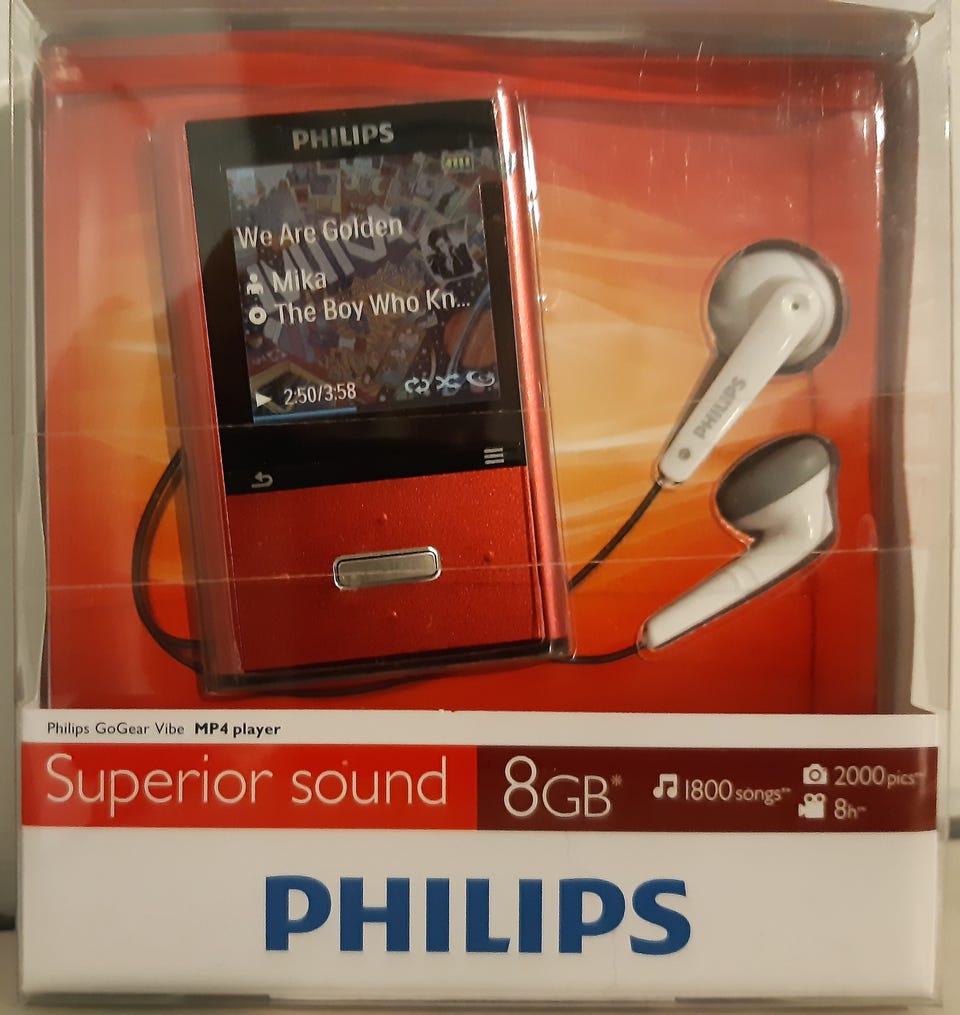 PHILIPS
We Are Golden
Mika
The Boy Who Kn...
2:50/3:58
PHILIPS
Philips GoGear Vibe MP4 player
Superior sound
8GB*
1800 songs**
2000 pics**
8h**
PHILIPS